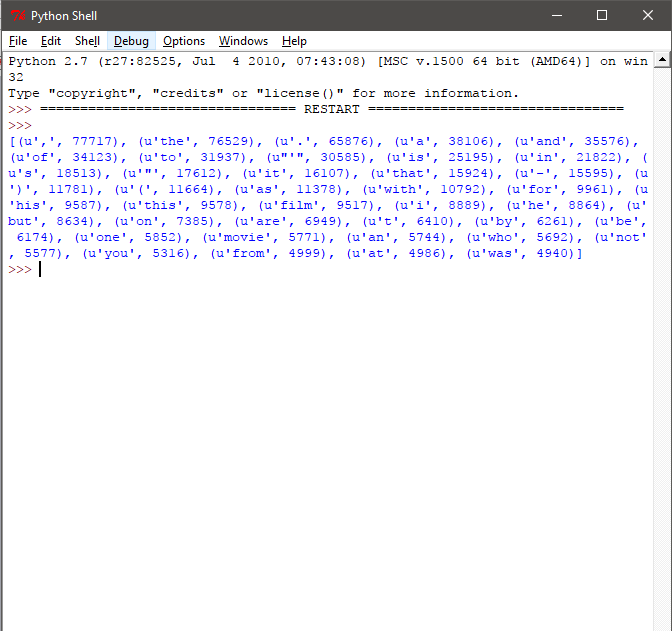 Python Shell
File Edit Shell Debug Options Windows Help
Python 2.7 (r27:82525, Jul  4 2010, 07:43:08) [MSC v.1500 64 bit (AMD64)] on win
32
Type "copyright", "credits" or "license()" for more information.
>>> ================================ RESTART ================================
>>>
[(u',', 77717), (u'the', 76529), (u'.', 65876), (u'a', 38106), (u'and', 35576),
(u'of', 34123), (u'to', 31937), (u"'", 30585), (u'is', 25195), (u'in', 21822), (
u's', 18513), (u'"', 17612), (u'it', 16107), (u'that', 15924), (u'-', 15595), (u
')', 11781), (u'(', 11664), (u'as', 11378), (u'with', 10792), (u'for', 9961), (u
'his', 9587), (u'this', 9578), (u'film', 9517), (u'i', 8889), (u'he', 8864), (u'
but', 8634), (u'on', 7385), (u'are', 6949), (u't', 6410), (u'by', 6261), (u'be',
 6174), (u'one', 5852), (u'movie', 5771), (u'an', 5744), (u'who', 5692), (u'not'
, 5577), (u'you', 5316), (u'from', 4999), (u'at', 4986), (u'was', 4940)]
>>>